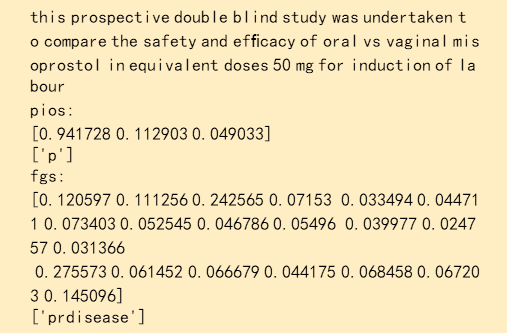 this prospective double blind study was undertaken t
o compare the safety and efficacy of oral vs vaginal mis
oprostol in equivalent doses 50 mg for induction of la
bour
pios:
[0.941728 0.112903 0.049033]
['p']
fgs:
[0.120597 0.111256 0.242565 0.07153  0.033494 0.04471
1 0.073403 0.052545 0.046786 0.05496  0.039977 0.0247
57 0.031366
 0.275573 0.061452 0.066679 0.044175 0.068458 0.06720
3 0.145096]
['prdisease']